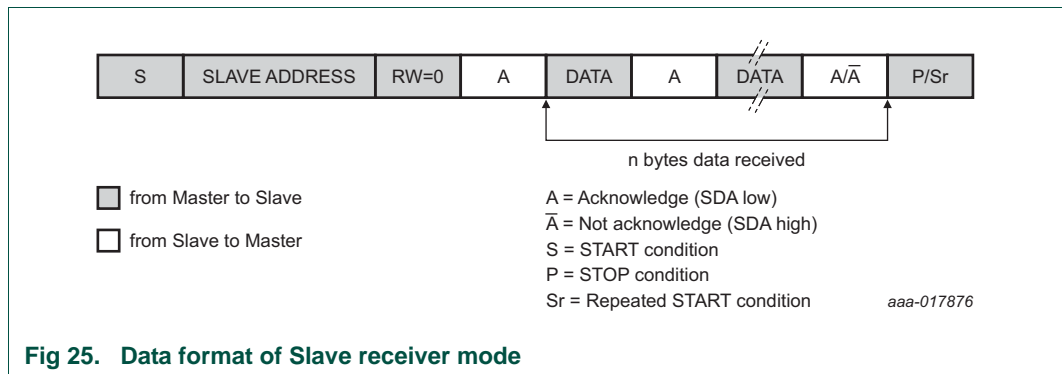 S SLAVE ADDRESS RW=0 A DATA A DATA A/A̅ P/Sr
n bytes data received
from Master to Slave
from Slave to Master
A = Acknowledge (SDA low)
A̅ = Not acknowledge (SDA high)
S = START condition
P = STOP condition
Sr = Repeated START condition
aaa-017876
Fig 25. Data format of Slave receiver mode